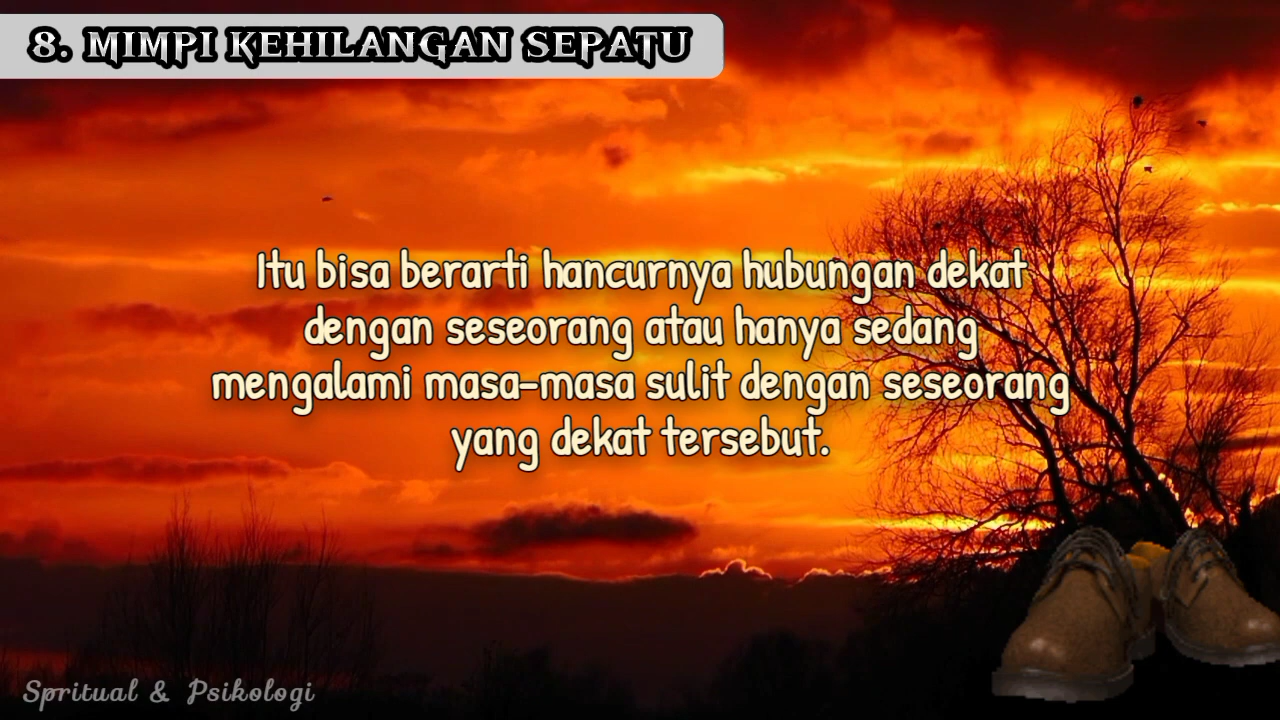 8. MIMPI KEHILANGAN SEPATU
Itu bisa berarti hancurnya hubungan dekat
dengan seseorang atau hanya sedang
mengalami masa-masa sulit dengan seseorang
yang dekat tersebut.
Spritual & Psikologi